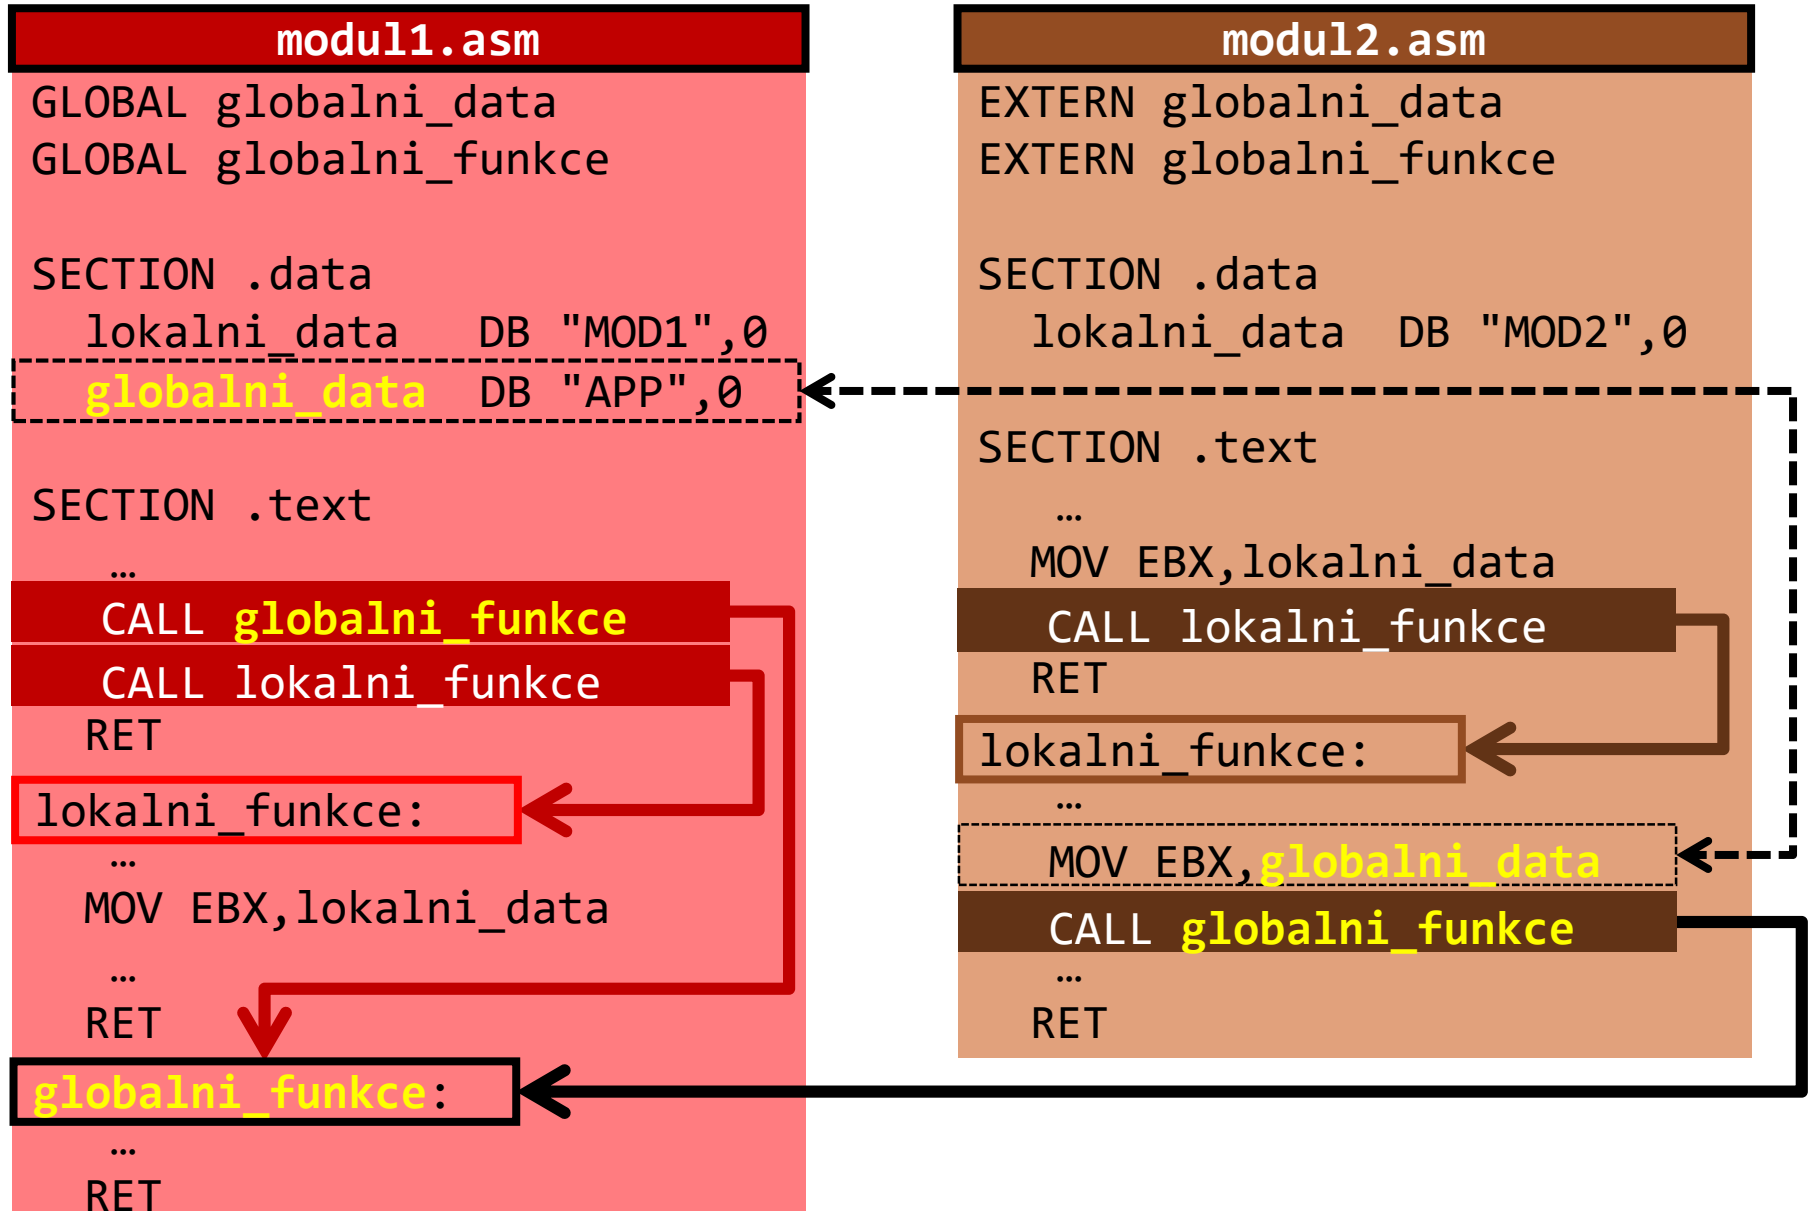 modul1.asm
GLOBAL globalni_data
GLOBAL globalni_funkce
SECTION .data
lokalni_data DB "MOD1",0
globalni_data DB "APP",0
SECTION .text
…
CALL globalni_funkce
CALL lokalni_funkce
RET
lokalni_funkce:
…
MOV EBX,lokalni_data
…
RET
globalni_funkce:
…
RET
modul2.asm
EXTERN globalni_data
EXTERN globalni_funkce
SECTION .data
lokalni_data DB "MOD2",0
SECTION .text
…
MOV EBX,lokalni_data
CALL lokalni_funkce
RET
lokalni_funkce:
…
MOV EBX,globalni_data
CALL globalni_funkce
…
RET